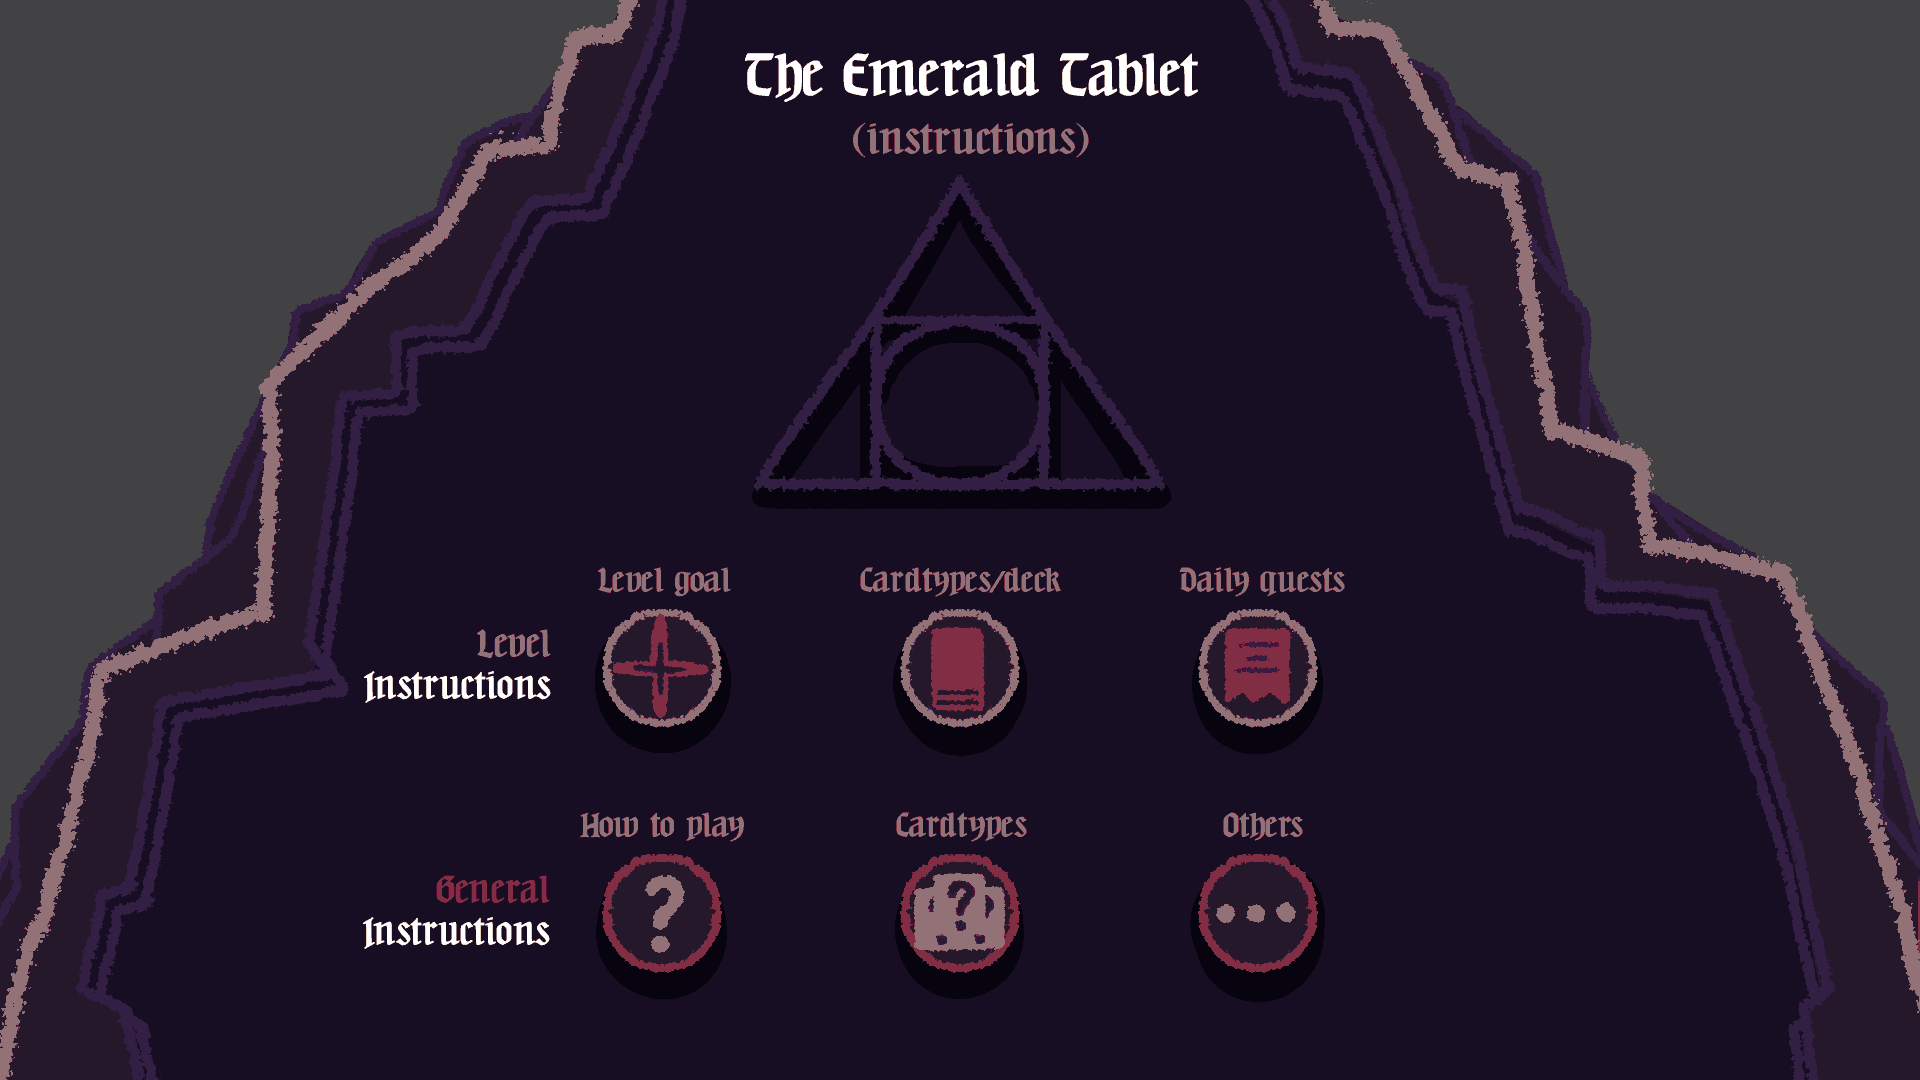 The Emerald Tablet
(instructions)
Level goal
Cardtypes/deck
Daily quests
Level
Instructions
How to play
Cardtypes
Others
General
Instructions
?
?